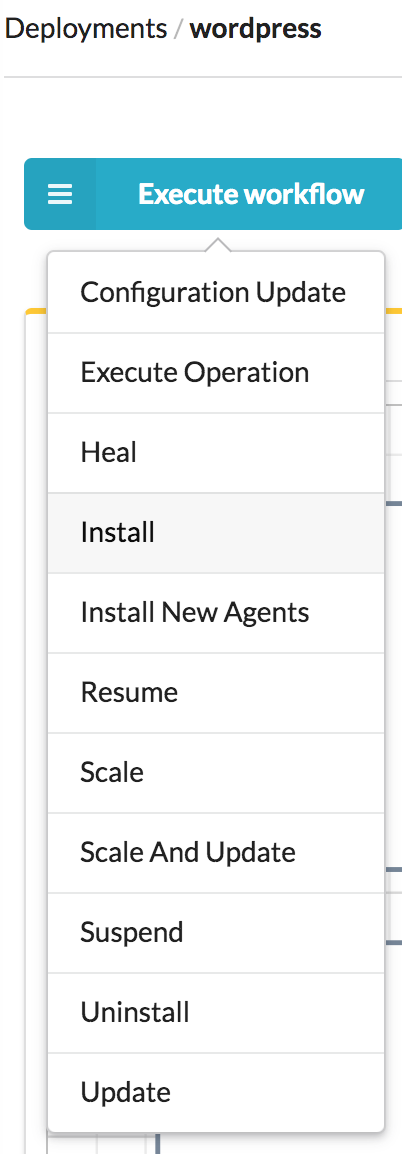 Deployments / wordpress
Execute workflow
Configuration Update
Execute Operation
Heal
Install
Install New Agents
Resume
Scale
Scale And Update
Suspend
Uninstall
Update